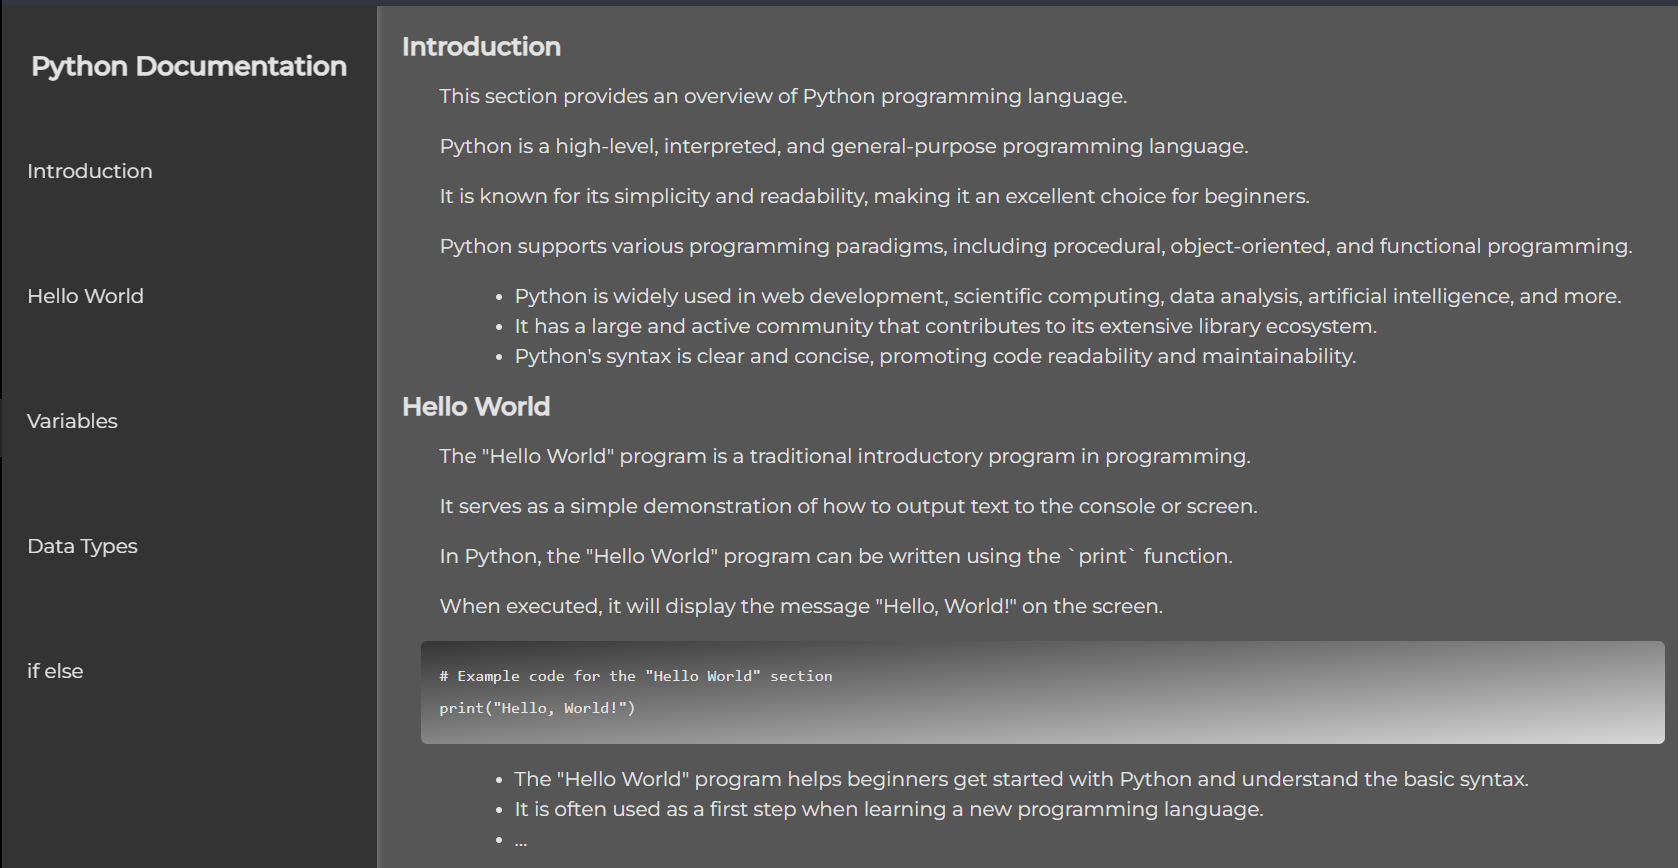 Python Documentation
Introduction
Hello World
Variables
Data Types
if else
Introduction
This section provides an overview of Python programming language.
Python is a high-level, interpreted, and general-purpose programming language.
It is known for its simplicity and readability, making it an excellent choice for beginners.
Python supports various programming paradigms, including procedural, object-oriented, and functional programming.
• Python is widely used in web development, scientific computing, data analysis, artificial intelligence, and more.
• It has a large and active community that contributes to its extensive library ecosystem.
• Python's syntax is clear and concise, promoting code readability and maintainability.
Hello World
The "Hello World" program is a traditional introductory program in programming.
It serves as a simple demonstration of how to output text to the console or screen.
In Python, the "Hello World" program can be written using the `print` function.
When executed, it will display the message "Hello, World!" on the screen.
# Example code for the "Hello World" section
print("Hello, World!")
• The "Hello World" program helps beginners get started with Python and understand the basic syntax.
• It is often used as a first step when learning a new programming language.
• ...